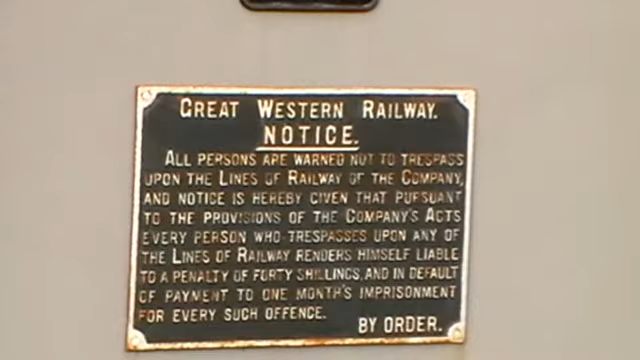 GREAT WESTERN RAILWAY.
NOTICE.
ALL PERSONS ARE WARNED NOT TO TRESPASS
UPON THE LINES OF RAILWAY OF THE COMPANY,
AND NOTICE IS HEREBY GIVEN THAT PURSUANT
TO THE PROVISIONS OF THE COMPANY'S ACTS
EVERY PERSON WHO TRESPASSES UPON ANY OF
THE LINES OF RAILWAY RENDERS HIMSELF LIABLE
TO A PENALTY OF FORTY SHILLINGS, AND IN DEFAULT
OF PAYMENT TO ONE MONTH'S IMPRISONMENT
FOR EVERY SUCH OFFENCE.
BY ORDER.